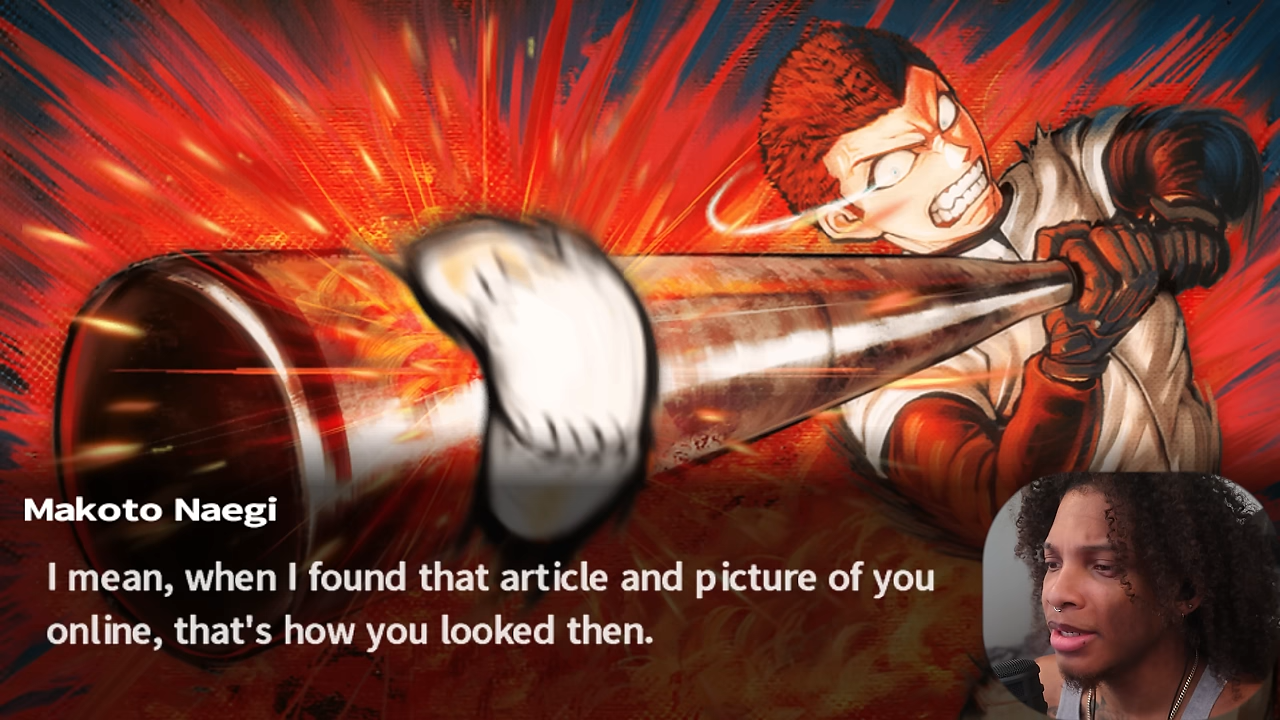 Makoto Naegi
I mean, when I found that article and picture of you
online, that's how you looked then.